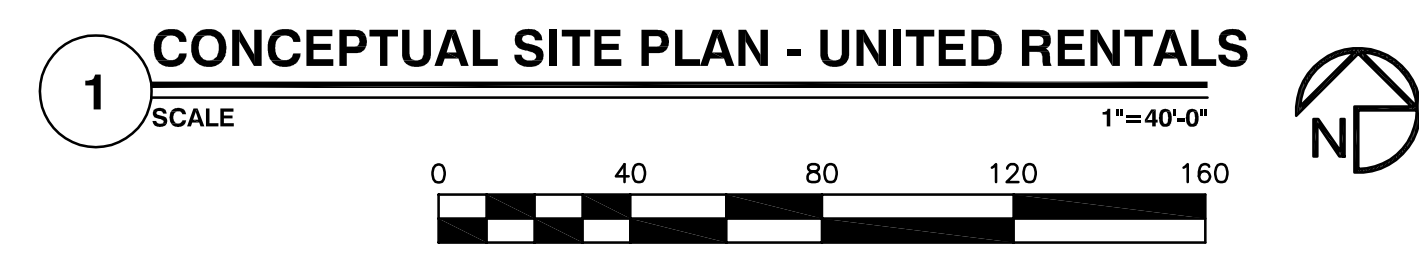 1
CONCEPTUAL SITE PLAN - UNITED RENTALS
SCALE 1"=40'-0"
N
0 40 80 120 160